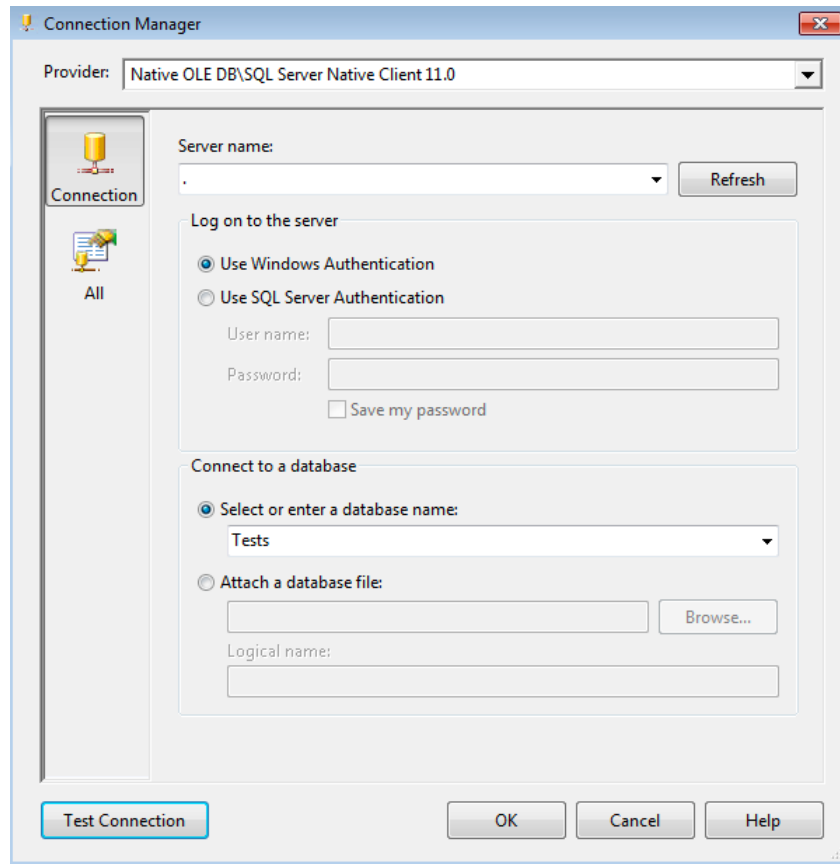 Connection Manager
Provider: Native OLE DB\SQL Server Native Client 11.0
Connection
All
Server name:
. Refresh
Log on to the server
Use Windows Authentication
Use SQL Server Authentication
User name:
Password:
Save my password
Connect to a database
Select or enter a database name:
Tests
Attach a database file:
Browse...
Logical name:
Test Connection OK Cancel Help